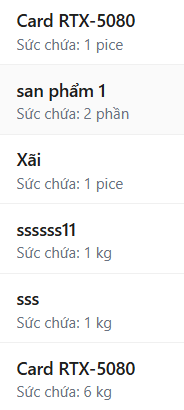 Card RTX-5080
Sức chứa: 1 pice
san phẩm 1
Sức chứa: 2 phần
Xãi
Sức chứa: 1 pice
ssssss11
Sức chứa: 1 kg
sss
Sức chứa: 1 kg
Card RTX-5080
Sức chứa: 6 kg